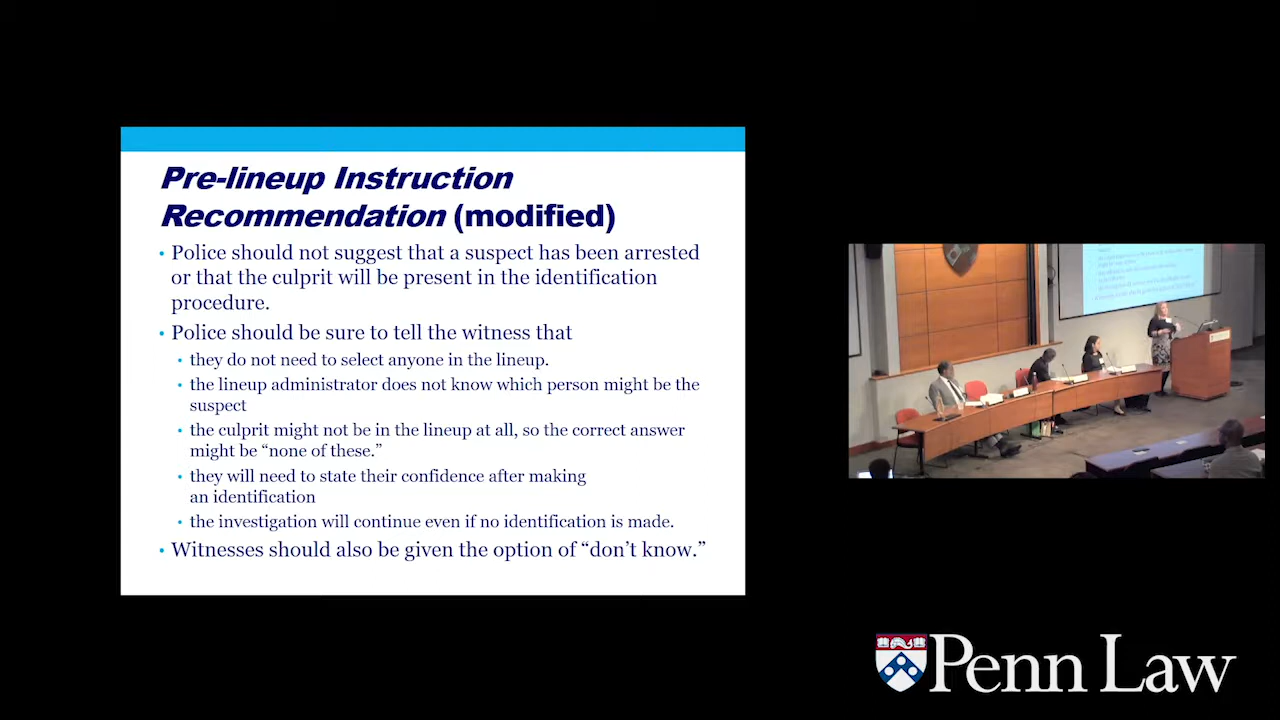 Pre-lineup Instruction
Recommendation (modified)
• Police should not suggest that a suspect has been arrested
or that the culprit will be present in the identification
procedure.
• Police should be sure to tell the witness that
• they do not need to select anyone in the lineup.
• the lineup administrator does not know which person might be the
suspect
• the culprit might not be in the lineup at all, so the correct answer
might be “none of these.”
• they will need to state their confidence after making
an identification
• the investigation will continue even if no identification is made.
• Witnesses should also be given the option of “don’t know.”
Penn Law